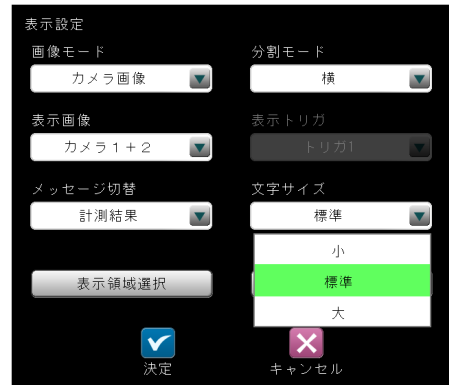 表示設定
画像モード
分割モード
カメラ画像
横
表示画像
表示トリガ
カメラ１＋２
トリガ1
メッセージ切替
文字サイズ
計測結果
標準
小
表示領域選択
標準
大
決定
キャンセル